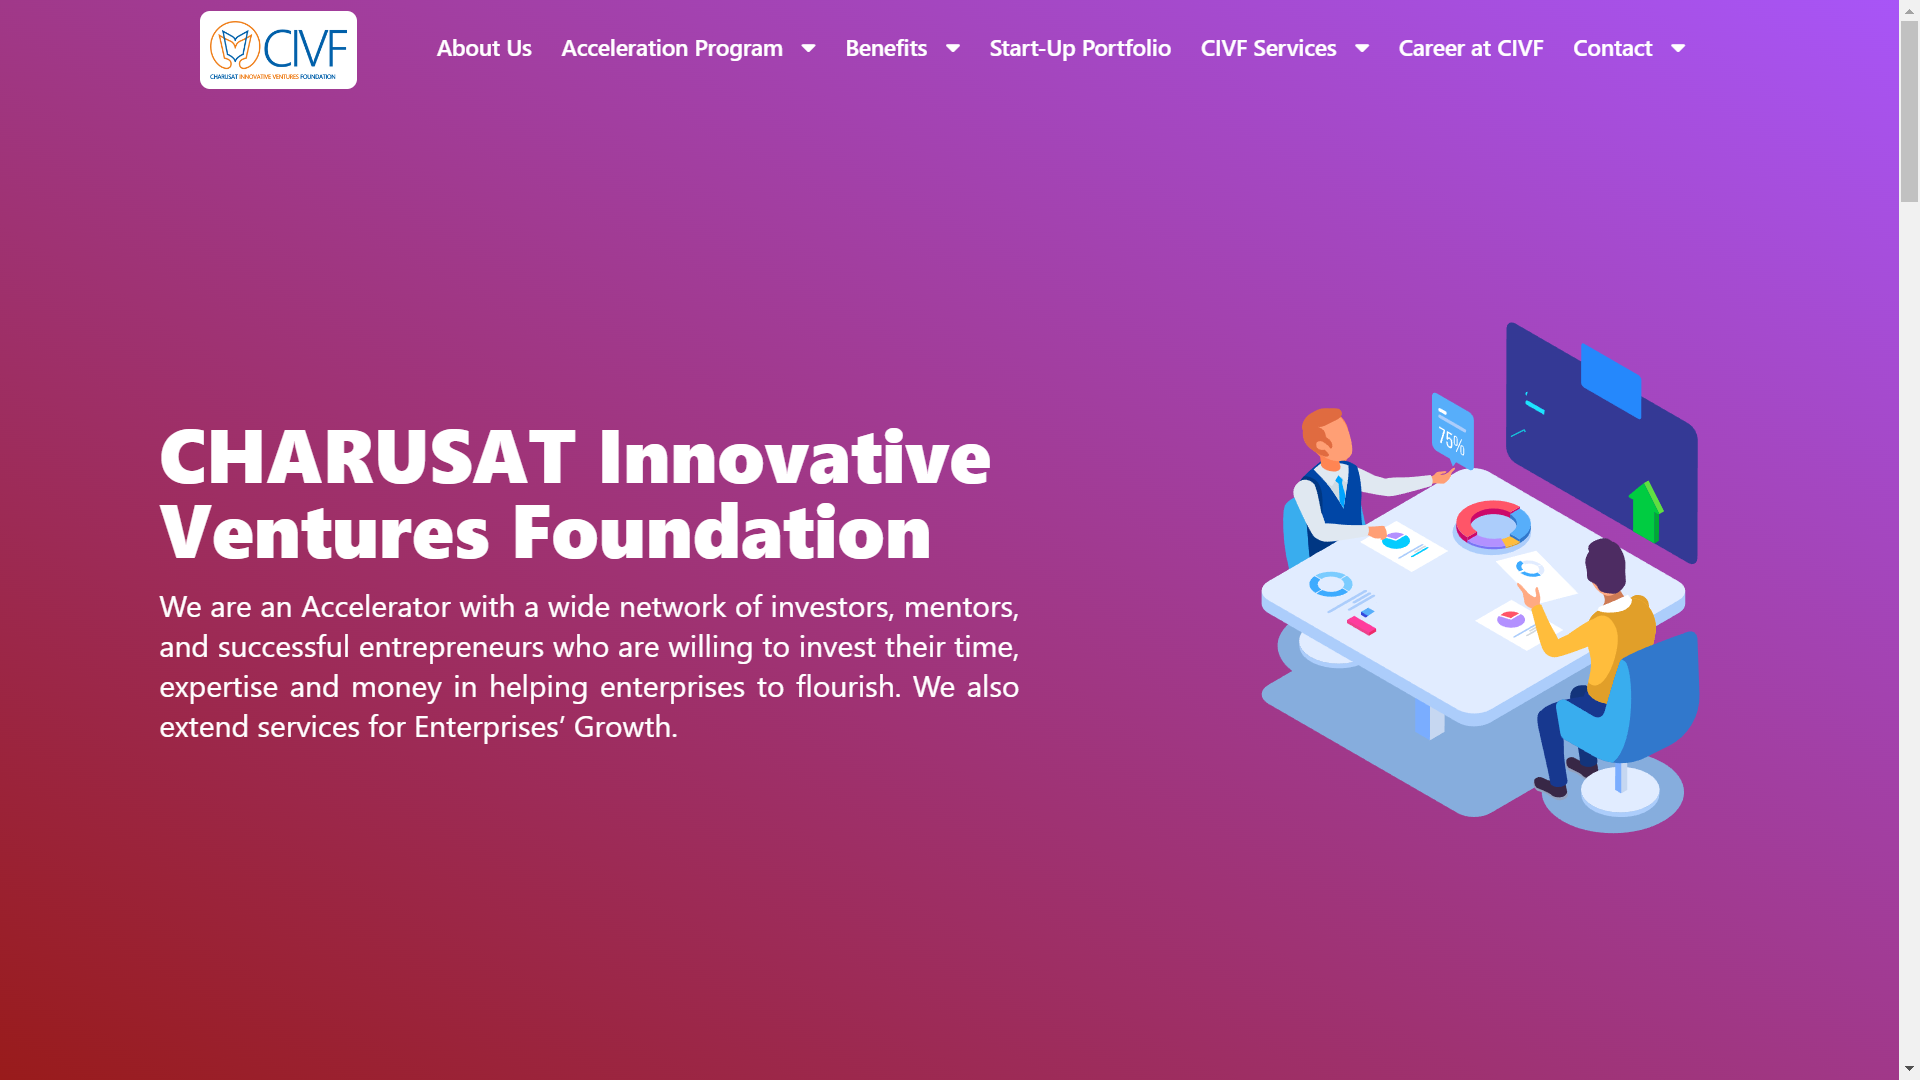 CIVF
CHARUSAT INNOVATIVE VENTURES FOUNDATION
About Us
Acceleration Program
Benefits
Start-Up Portfolio
CIVF Services
Career at CIVF
Contact
75%
CHARUSAT Innovative
Ventures Foundation
We are an Accelerator with a wide network of investors, mentors,
and successful entrepreneurs who are willing to invest their time,
expertise and money in helping enterprises to flourish. We also
extend services for Enterprises’ Growth.